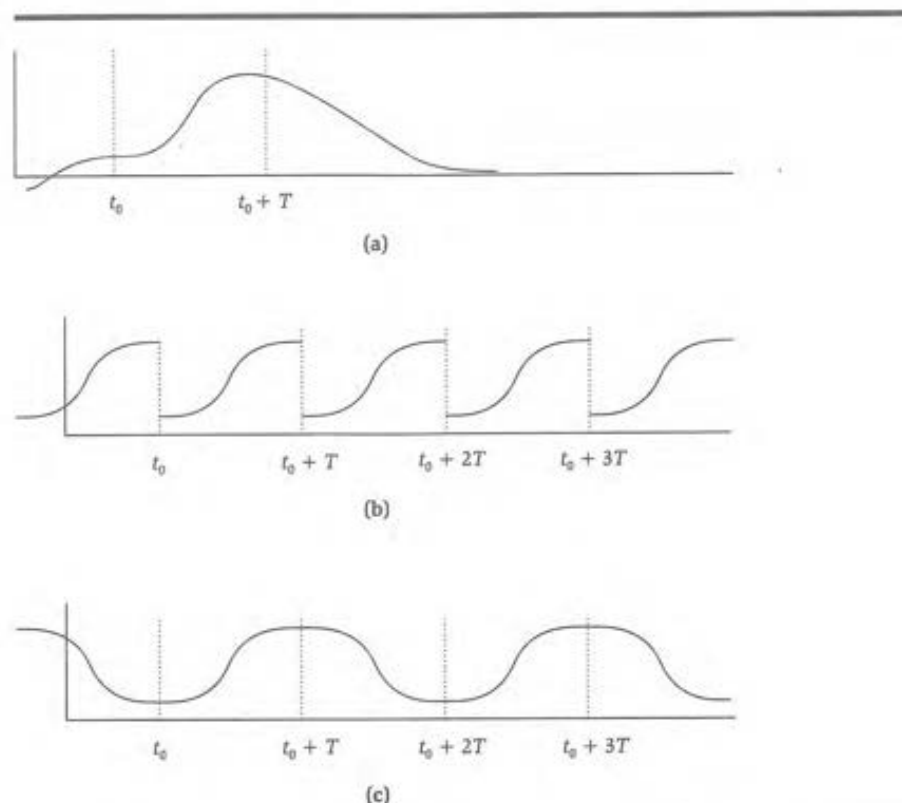 t₀ t₀ + T
(a)
t₀ t₀ + T t₀ + 2T t₀ + 3T
(b)
t₀ t₀ + T t₀ + 2T t₀ + 3T
(c)